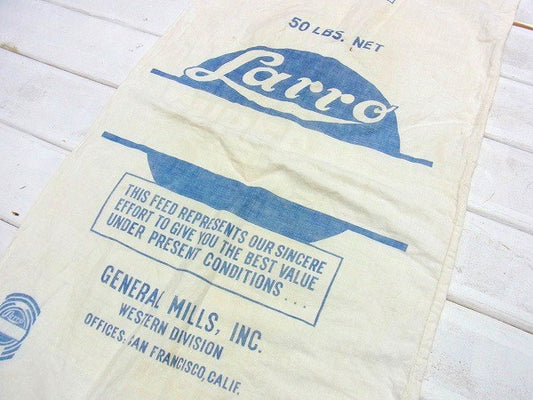 50 LBS. NET
Larro
THIS FEED REPRESENTS OUR SINCERE
EFFORT TO GIVE YOU THE BEST VALUE
UNDER PRESENT CONDITIONS...
GENERAL MILLS, INC.
WESTERN DIVISION
OFFICES, SAN FRANCISCO, CALIF.
Larro